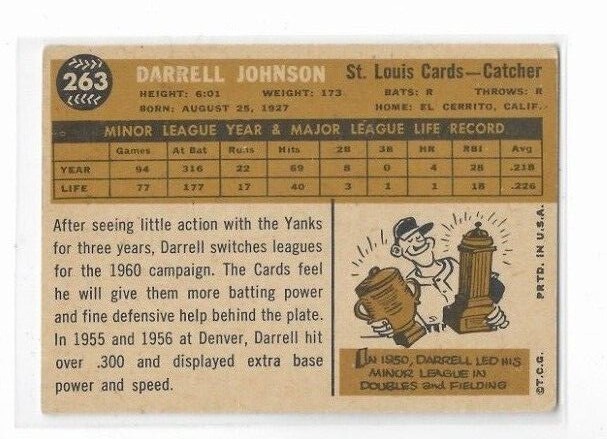 263
DARRELL JOHNSON St. Louis Cards—Catcher
HEIGHT: 6:01 WEIGHT: 173 BATS: R THROWS: R
BORN: AUGUST 25, 1927 HOME: EL CERRITO, CALIF.
MINOR LEAGUE YEAR & MAJOR LEAGUE LIFE RECORD
Games At Bat Runs Hits 2B 3B HR RBI Avg
YEAR 94 316 22 69 8 0 4 28 .218
LIFE 77 177 17 40 3 1 1 18 .226
After seeing little action with the Yanks
for three years, Darrell switches leagues
for the 1960 campaign. The Cards feel
he will give them more batting power
and fine defensive help behind the plate.
In 1955 and 1956 at Denver, Darrell hit
over .300 and displayed extra base
power and speed.
IN 1950, DARRELL LED HIS
MINOR LEAGUE IN
DOUBLES and FIELDING
©T.C.G. PRTD. IN U.S.A.